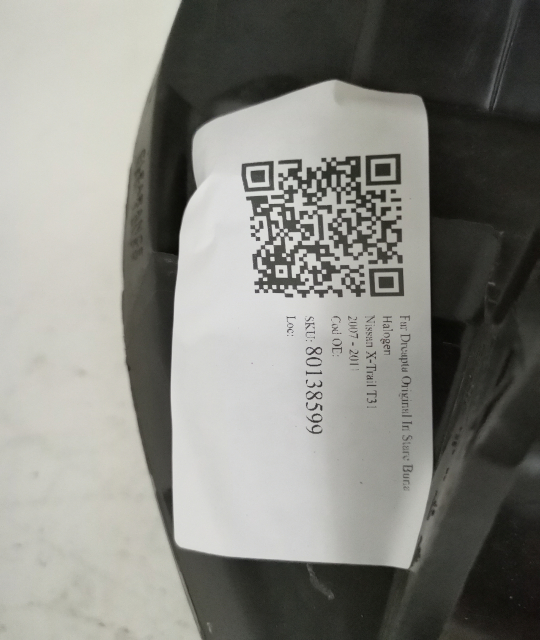 Far Dreapta Original In Stare Buna
Halogen
Nissan X-Trail T31
2007 - 2011
Cod OE:
SKU: 80138599
Loc: